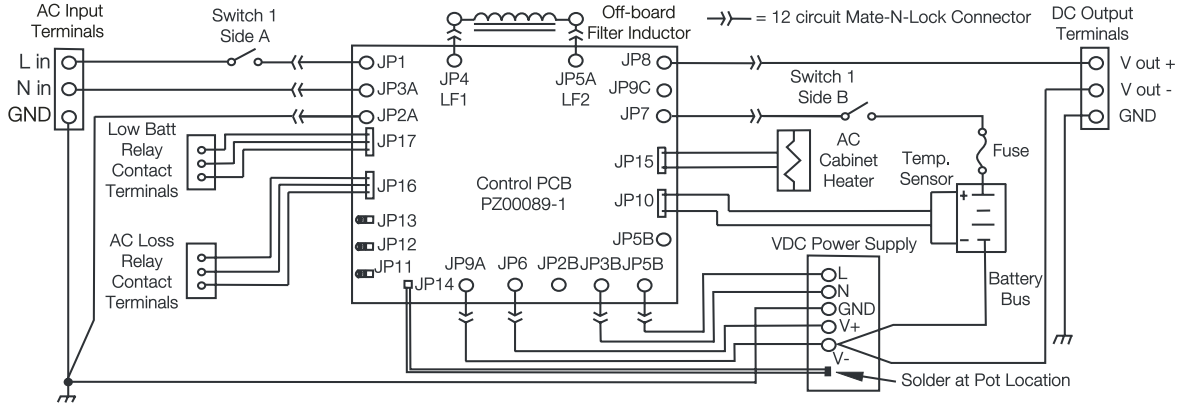 AC Input
Terminals
L in
N in
GND
Switch 1
Side A
Off-board
Filter Inductor
= 12 circuit Mate-N-Lock Connector
DC Output
Terminals
V out +
V out -
GND
JP1
JP3A
JP2A
JP17
JP16
JP13
JP12
JP11
JP14
JP4
LF1
JP5A
LF2
JP8
JP9C
JP7
JP15
JP10
JP5B
Control PCB
PZ00089-1
JP9A
JP6
JP2B
JP3B
JP5B
Low Batt
Relay
Contact
Terminals
AC Loss
Relay
Contact
Terminals
Switch 1
Side B
AC
Cabinet
Heater
Temp.
Sensor
Fuse
+
–
Battery
Bus
VDC Power Supply
L
N
GND
V+
V-
Solder at Pot Location